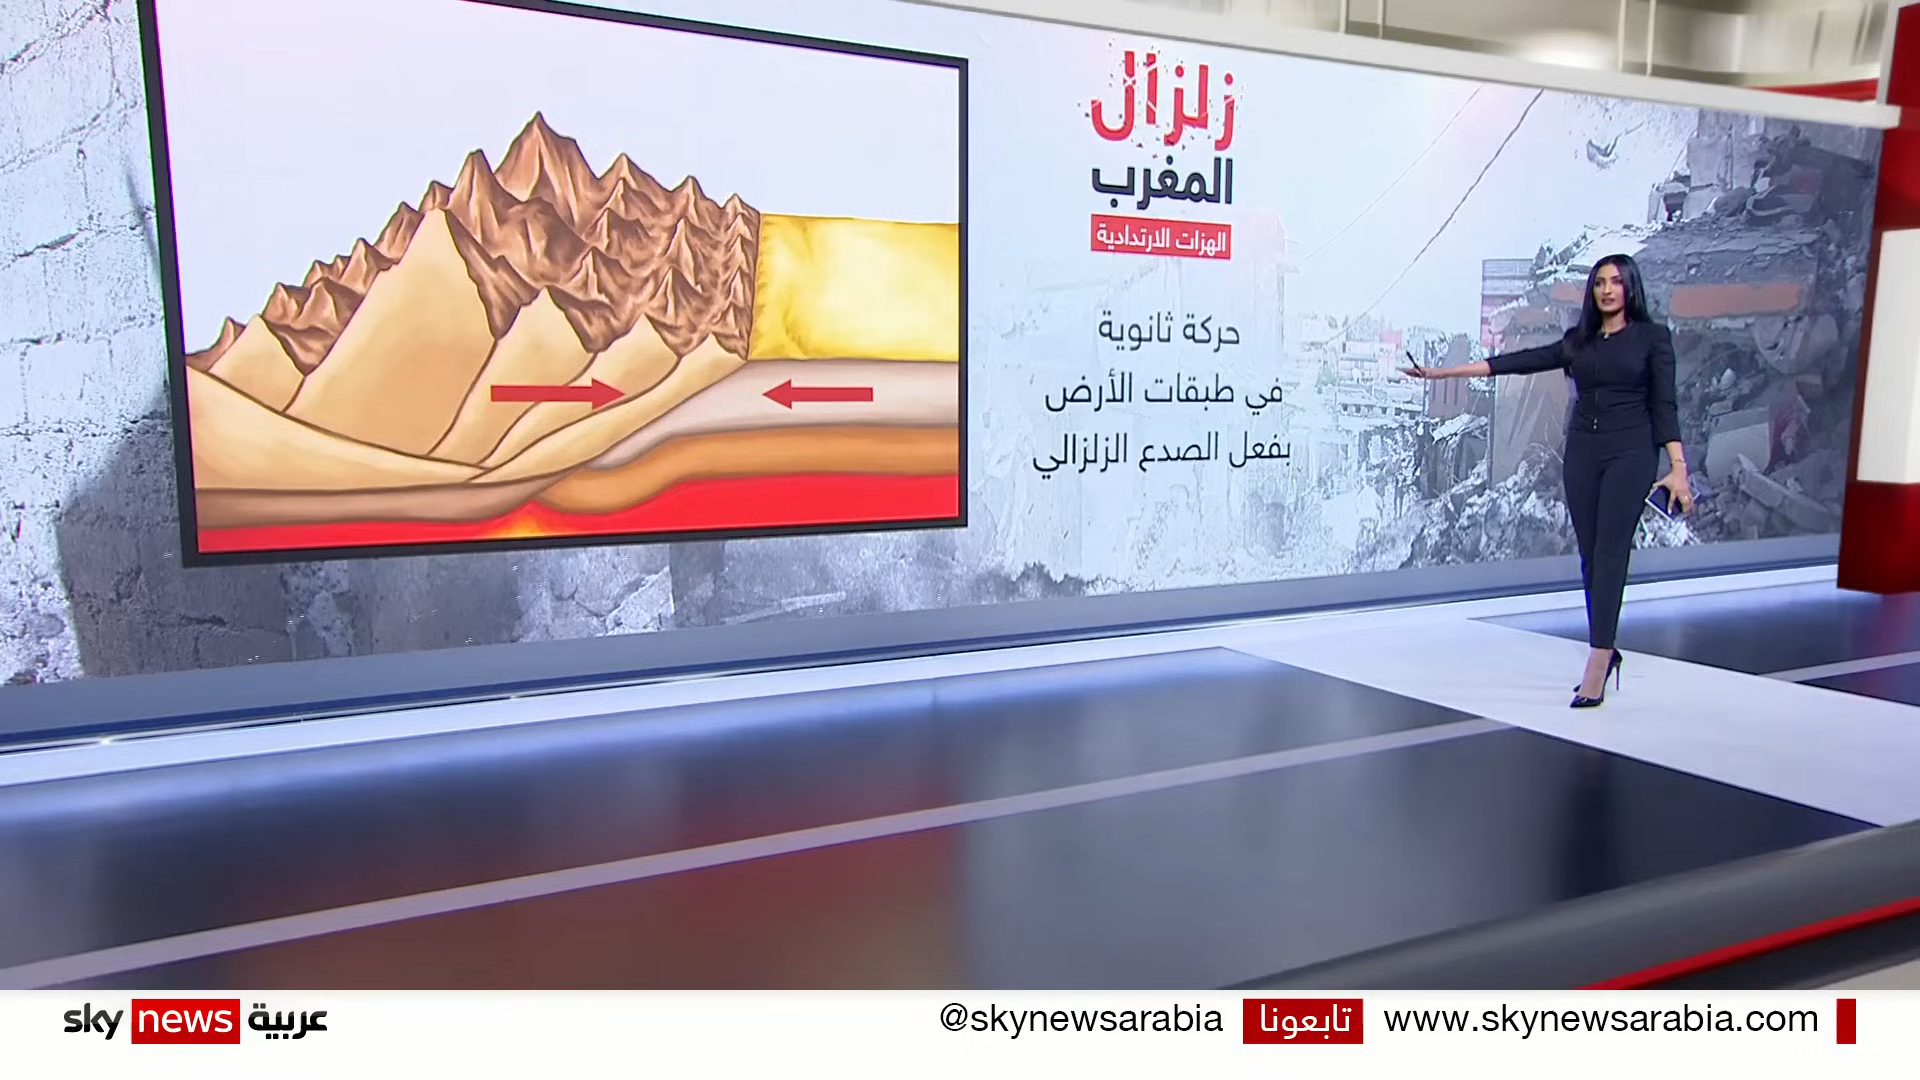 زلزال
المغرب
الهزات الارتدادية
حركة ثانوية
في طبقات الأرض
بفعل الصدع الزلزالي
sky news عربية
@skynewsarabia تابعونا www.skynewsarabia.com